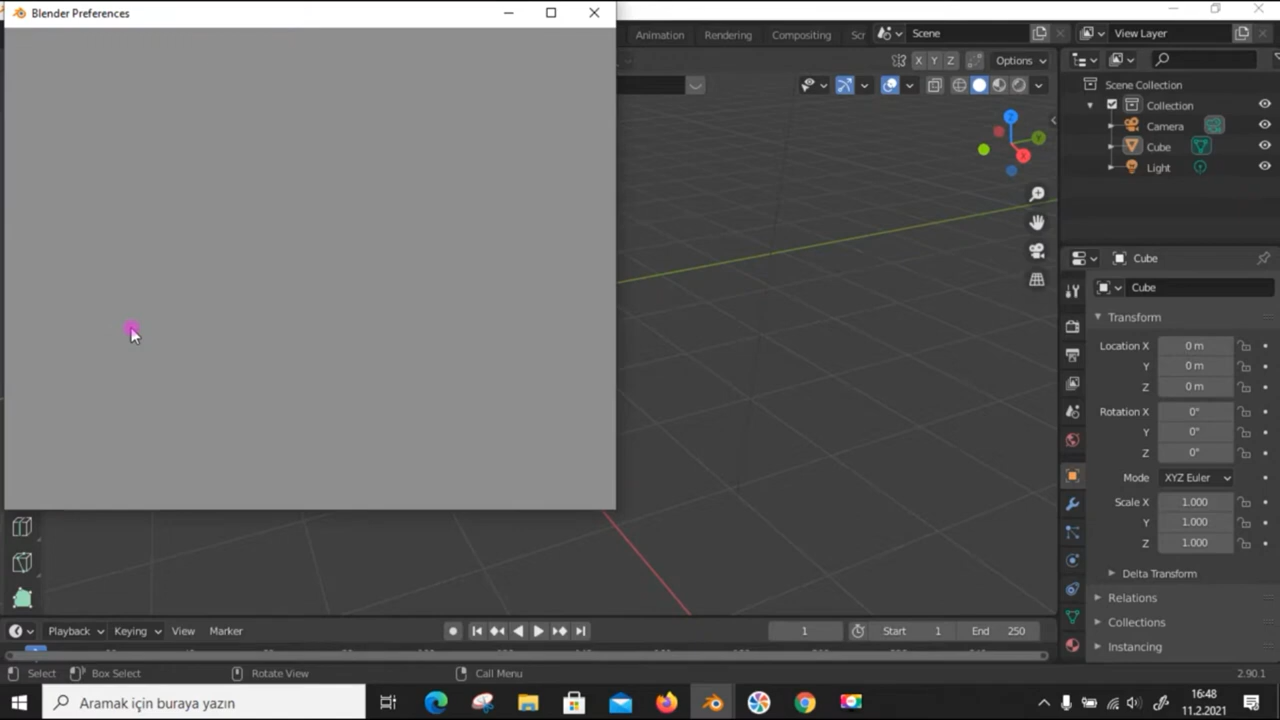 Blender Preferences
Animation
Rendering
Compositing
Scr
Scene
View Layer
X Y Z
Options
Scene Collection
Collection
Camera
Cube
Light
Z
Y
X
Cube
Cube
Transform
Location X 0 m
Y 0 m
Z 0 m
Rotation X 0°
Y 0°
Z 0°
Mode XYZ Euler
Scale X 1.000
Y 1.000
Z 1.000
Delta Transform
Relations
Collections
Instancing
Playback
Keying
View
Marker
1
Start 1
End 250
Select
Box Select
Rotate View
Call Menu
2.90.1
Aramak için buraya yazın
16:48
11.2.2021